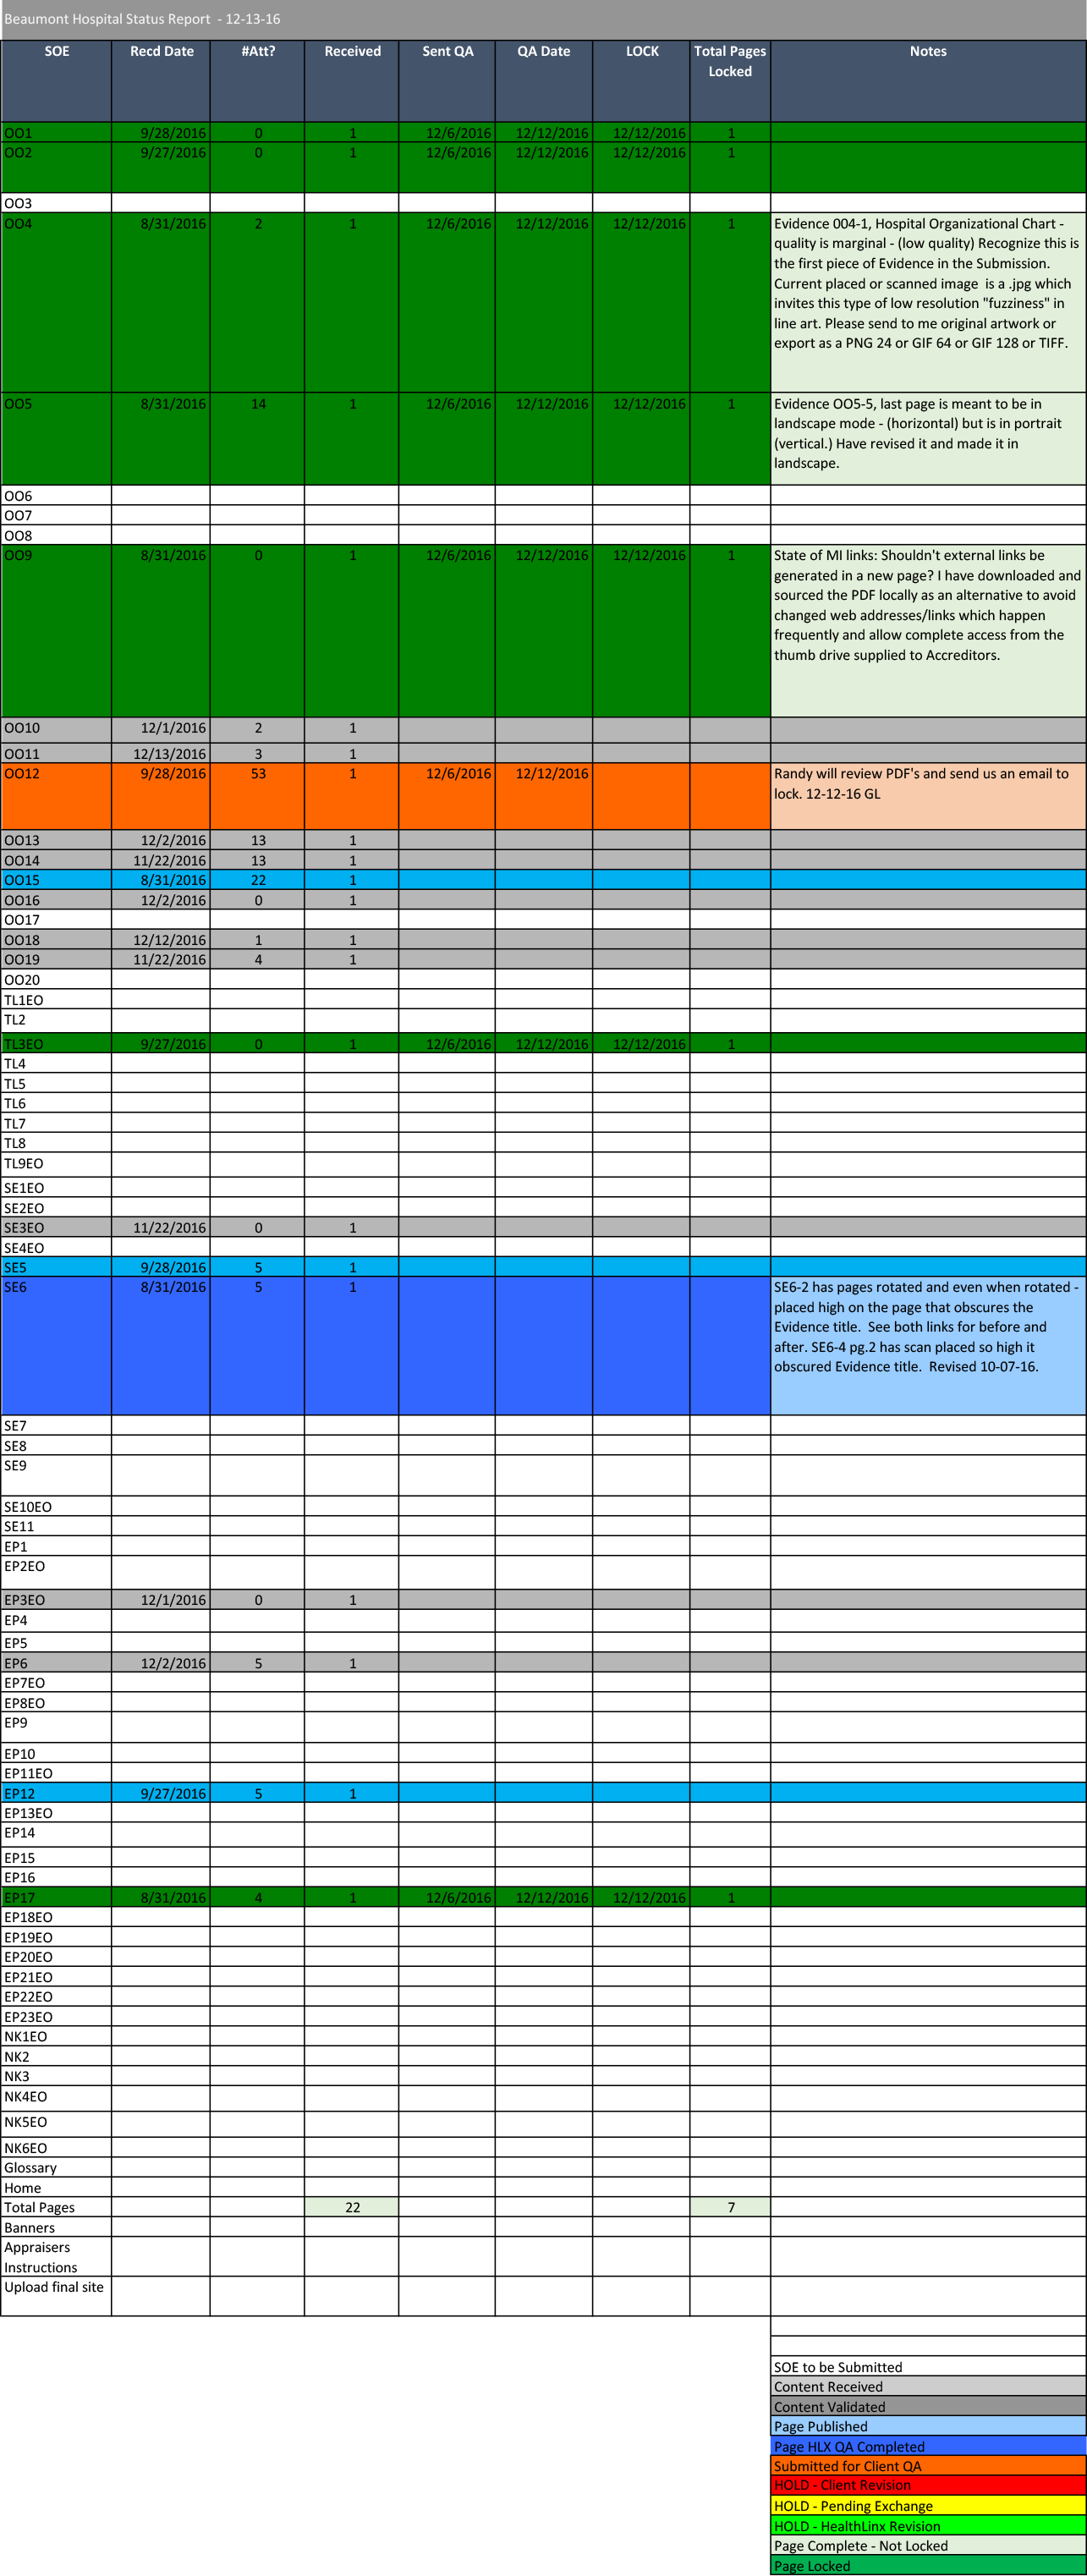 Beaumont Hospital Status Report - 12-13-16
SOE Recd Date #Att? Received Sent QA QA Date LOCK Total Pages Notes
Locked
OO1 9/28/2016 0 1 12/6/2016 12/12/2016 12/12/2016 1
OO2 9/27/2016 0 1 12/6/2016 12/12/2016 12/12/2016 1
OO3
OO4 8/31/2016 2 1 12/6/2016 12/12/2016 12/12/2016 1 Evidence 004-1, Hospital Organizational Chart -
quality is marginal - (low quality) Recognize this is
the first piece of Evidence in the Submission.
Current placed or scanned image is a .jpg which
invites this type of low resolution "fuzziness" in
line art. Please send to me original artwork or
export as a PNG 24 or GIF 64 or GIF 128 or TIFF.
OO5 8/31/2016 14 1 12/6/2016 12/12/2016 12/12/2016 1 Evidence OO5-5, last page is meant to be in
landscape mode - (horizontal) but is in portrait
(vertical.) Have revised it and made it in
landscape.
OO6
OO7
OO8
OO9 8/31/2016 0 1 12/6/2016 12/12/2016 12/12/2016 1 State of MI links: Shouldn't external links be
generated in a new page? I have downloaded and
sourced the PDF locally as an alternative to avoid
changed web addresses/links which happen
frequently and allow complete access from the
thumb drive supplied to Accreditors.
OO10 12/1/2016 2 1
OO11 12/13/2016 3 1
OO12 9/28/2016 53 1 12/6/2016 12/12/2016 Randy will review PDF's and send us an email to
lock. 12-12-16 GL
OO13 12/2/2016 13 1
OO14 11/22/2016 13 1
OO15 8/31/2016 22 1
OO16 12/2/2016 0 1
OO17
OO18 12/12/2016 1 1
OO19 11/22/2016 4 1
OO20
TL1EO
TL2
TL3EO 9/27/2016 0 1 12/6/2016 12/12/2016 12/12/2016 1
TL4
TL5
TL6
TL7
TL8
TL9EO
SE1EO
SE2EO
SE3EO 11/22/2016 0 1
SE4EO
SE5 9/28/2016 5 1
SE6 8/31/2016 5 1 SE6-2 has pages rotated and even when rotated -
placed high on the page that obscures the
Evidence title. See both links for before and
after. SE6-4 pg.2 has scan placed so high it
obscured Evidence title. Revised 10-07-16.
SE7
SE8
SE9
SE10EO
SE11
EP1
EP2EO
EP3EO 12/1/2016 0 1
EP4
EP5
EP6 12/2/2016 5 1
EP7EO
EP8EO
EP9
EP10
EP11EO
EP12 9/27/2016 5 1
EP13EO
EP14
EP15
EP16
EP17 8/31/2016 4 1 12/6/2016 12/12/2016 12/12/2016 1
EP18EO
EP19EO
EP20EO
EP21EO
EP22EO
EP23EO
NK1EO
NK2
NK3
NK4EO
NK5EO
NK6EO
Glossary
Home
Total Pages 22 7
Banners
Appraisers
Instructions
Upload final site
SOE to be Submitted
Content Received
Content Validated
Page Published
Page HLX QA Completed
Submitted for Client QA
HOLD - Client Revision
HOLD - Pending Exchange
HOLD - HealthLinx Revision
Page Complete - Not Locked
Page Locked